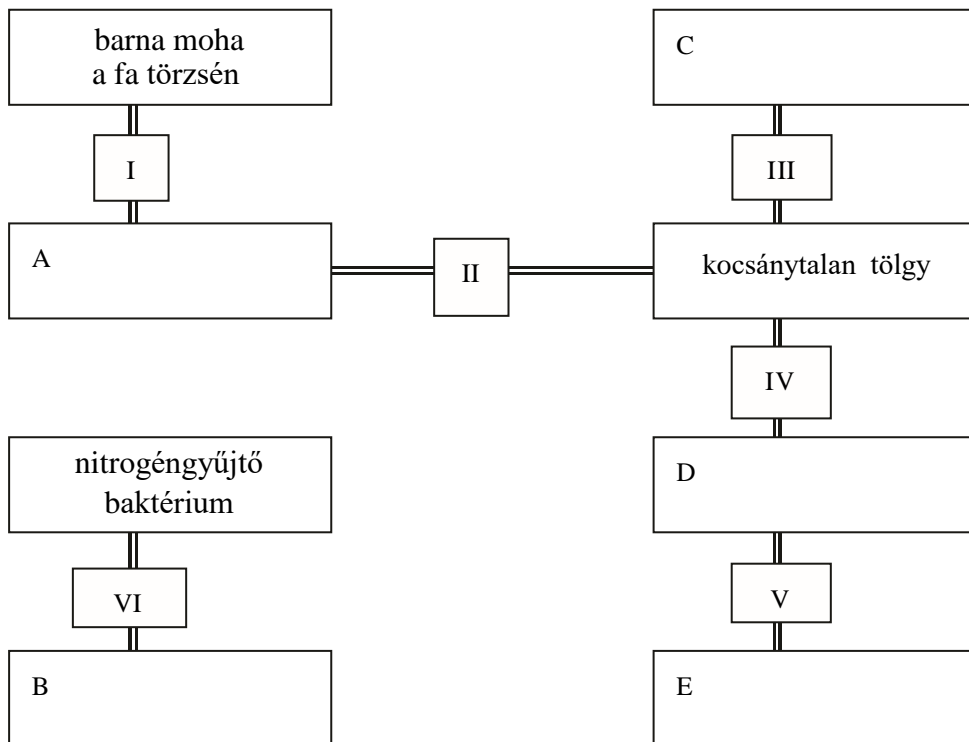 barna moha
a fa törzsén
C
I
III
A
II
kocsánytalan tölgy
IV
nitrogéngyűjtő
baktérium
D
VI
V
B
E